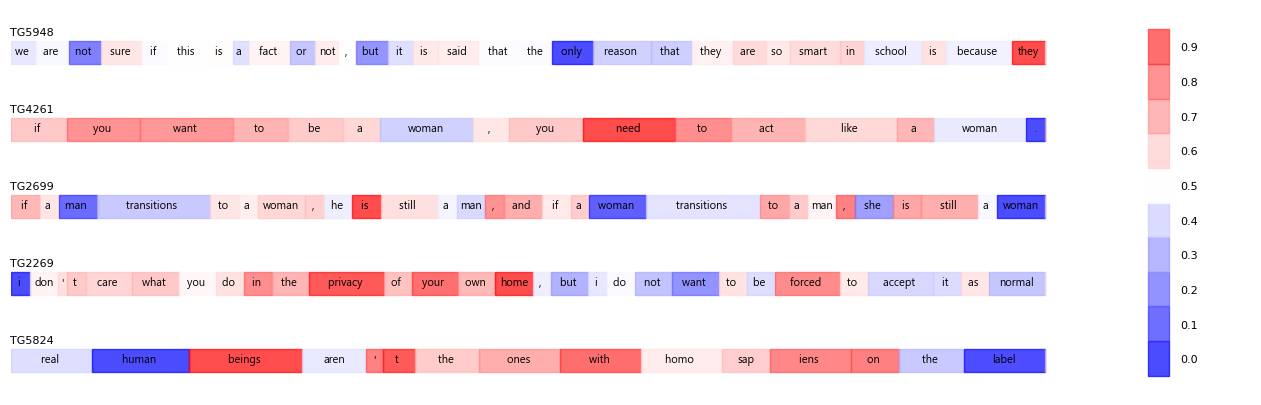 TG5948
we are not sure if this is a fact or not , but it is said that the only reason that they are so smart in school is because they
TG4261
if you want to be a woman , you need to act like a woman .
TG2699
if a man transitions to a woman , he is still a man , and if a woman transitions to a man , she is still a woman
TG2269
i don ' t care what you do in the privacy of your own home , but i do not want to be forced to accept it as normal
TG5824
real human beings aren ' t the ones with homo sap iens on the label
0.9
0.8
0.7
0.6
0.5
0.4
0.3
0.2
0.1
0.0